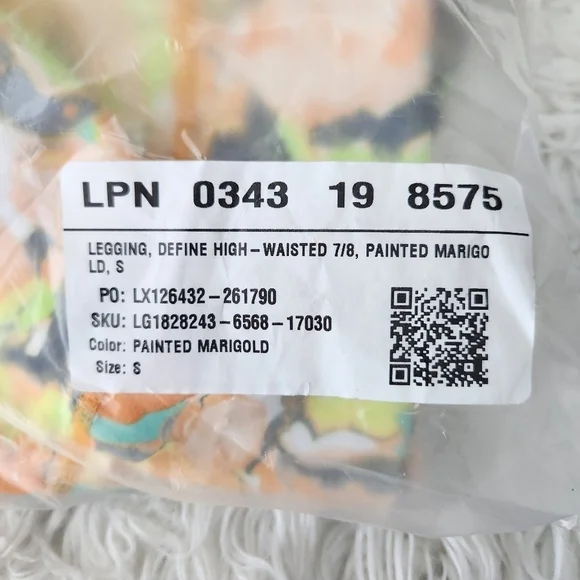 LPN 0343 19 8575
LEGGING, DEFINE HIGH-WAISTED 7/8, PAINTED MARIGO
LD, S
PO: LX126432-261790
SKU: LG1828243-6568-17030
Color: PAINTED MARIGOLD
Size: S